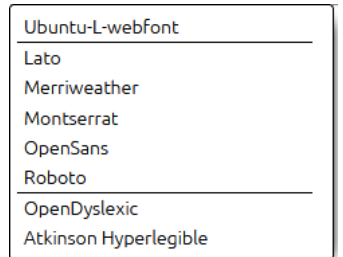 Ubuntu-L-webfont
Lato
Merriweather
Montserrat
OpenSans
Roboto
OpenDyslexic
Atkinson Hyperlegible